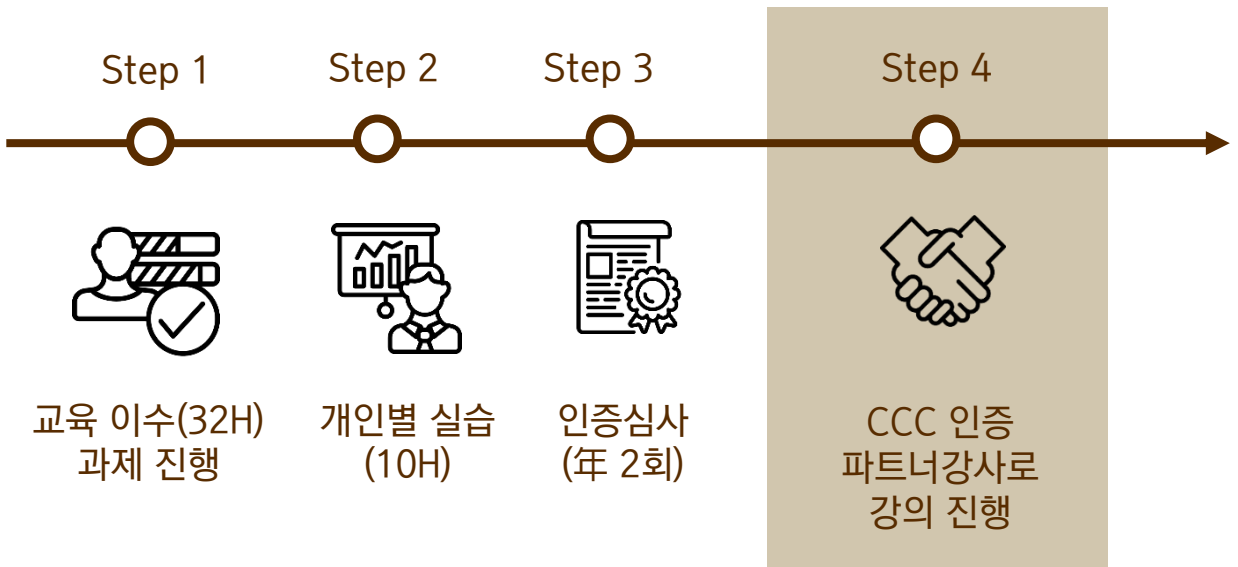 Step 1
Step 2
Step 3
Step 4
교육 이수(32H)
과제 진행
개인별 실습
(10H)
인증심사
(年 2회)
CCC 인증
파트너강사로
강의 진행